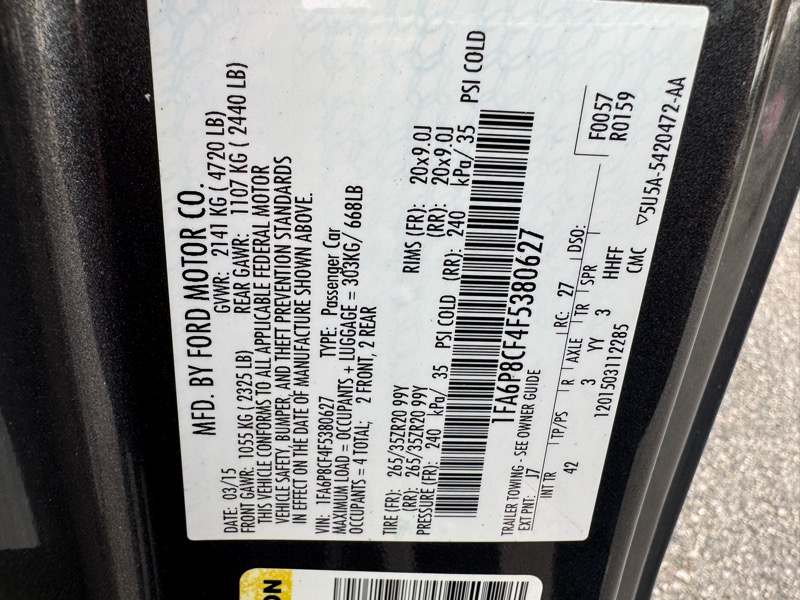 MFD. BY FORD MOTOR CO.
DATE: 03/15 GVWR: 2141 KG ( 4720 LB)
FRONT GAWR: 1055 KG ( 2325 LB) REAR GAWR: 1107 KG ( 2440 LB)
THIS VEHICLE CONFORMS TO ALL APPLICABLE FEDERAL MOTOR
VEHICLE SAFETY, BUMPER, AND THEFT PREVENTION STANDARDS
IN EFFECT ON THE DATE OF MANUFACTURE SHOWN ABOVE.
VIN: 1FA6P8CF4F5380627 TYPE: Passenger Car
MAXIMUM LOAD = OCCUPANTS + LUGGAGE = 303KG/ 668LB
OCCUPANTS = 4 TOTAL; 2 FRONT, 2 REAR
TIRE (FR): 265/35ZR20 99Y RIMS (FR): 20x9.0J
(RR): 265/35ZR20 99Y (RR): 20x9.0J
PRESSURE (FR): 240 kPa/ 35 PSI COLD (RR): 240 kPa/ 35 PSI COLD
1FA6P8CF4F5380627
TRAILER TOWING - SEE OWNER GUIDE
EXT PNT: J7 RC: 27 DSO:
INT TR TP/PS R AXLE TR SPR
42 3 YY 3 HHFF
1201503112285 CMC
F0057
R0159
▽5U5A-5420472-AA
ON